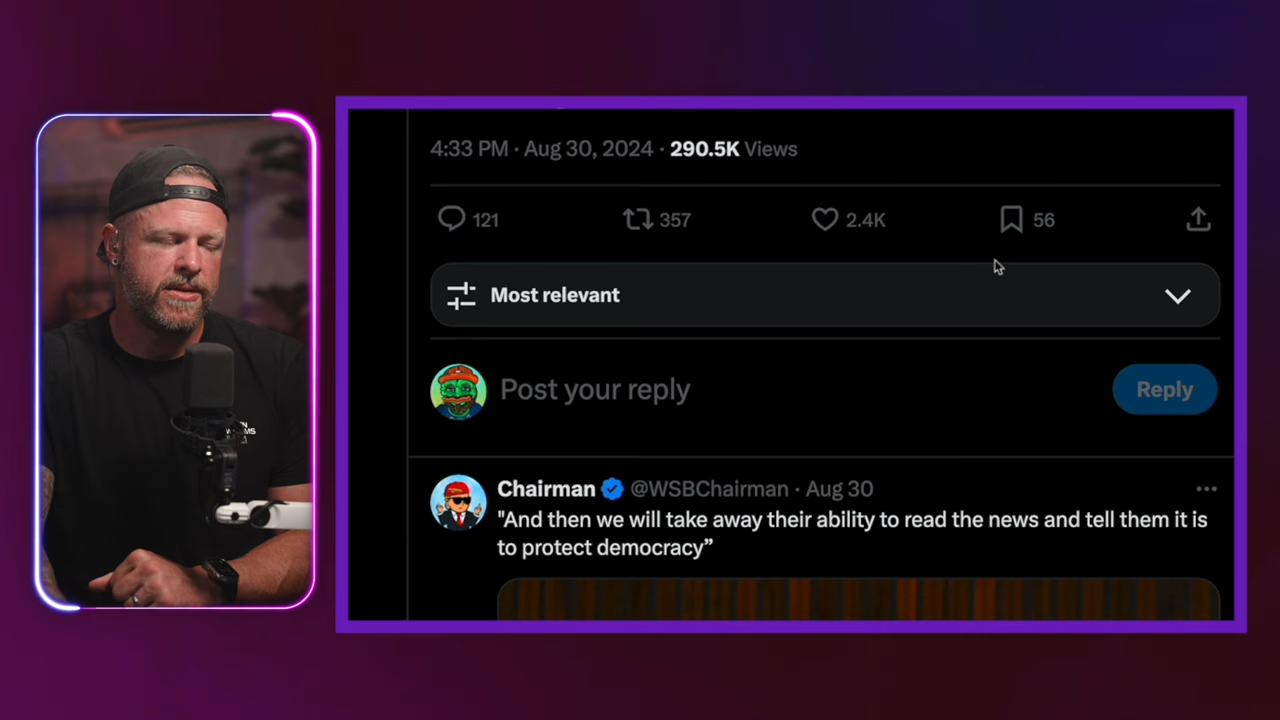 4:33 PM · Aug 30, 2024 · 290.5K Views
121 357 2.4K 56
Most relevant
Post your reply Reply
Chairman @WSBChairman · Aug 30
"And then we will take away their ability to read the news and tell them it is
to protect democracy”